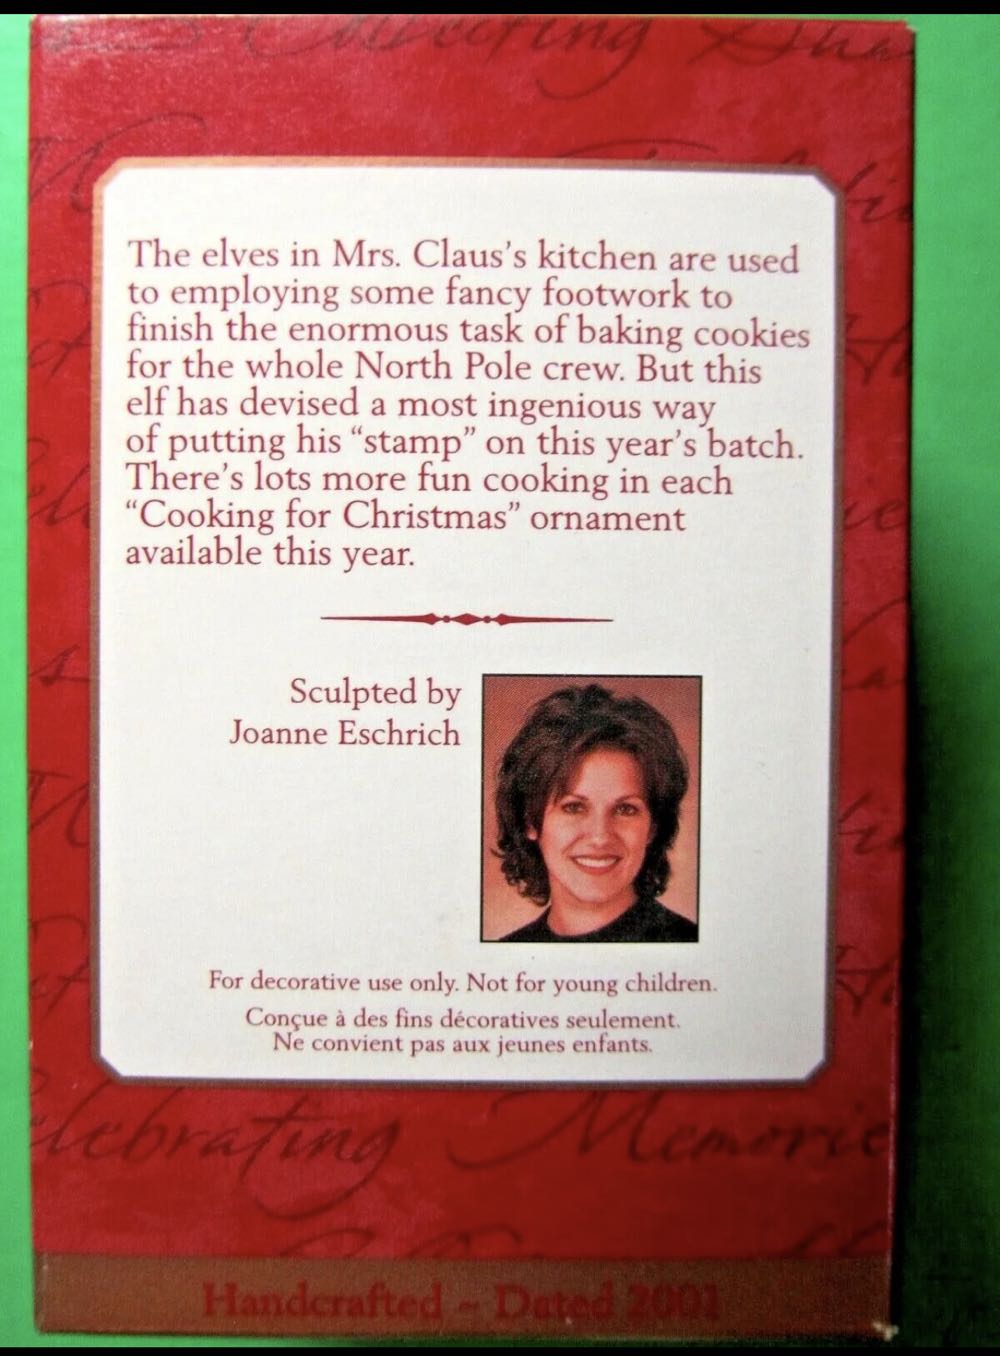 Collecting
The elves in Mrs. Claus's kitchen are used
to employing some fancy footwork to
finish the enormous task of baking cookies
for the whole North Pole crew. But this
elf has devised a most ingenious way
of putting his “stamp” on this year's batch.
There's lots more fun cooking in each
“Cooking for Christmas” ornament
available this year.
Sculpted by
Joanne Eschrich
For decorative use only. Not for young children.
Conçue à des fins décoratives seulement.
Ne convient pas aux jeunes enfants.
Memorie
Handcrafted ~ Dated 2001